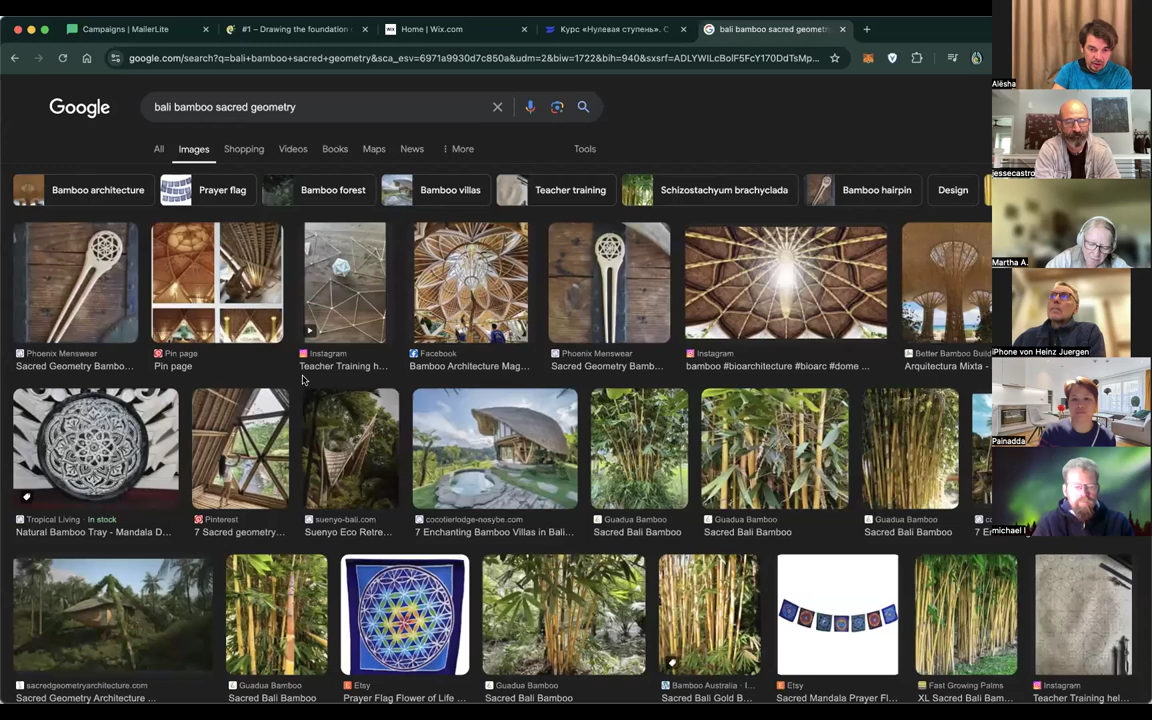 Campaigns | MailerLite
#1 – Drawing the foundation
Home | Wix.com
Курс «Нулевая ступень». С
bali bamboo sacred geometr
google.com/search?q=bali+bamboo+sacred+geometry&sca_esv=6971a9930d7c850a&udm=2&biw=1722&bih=940&sxsrf=ADLYWILcBolF5FcY170DdTsMp...
Google
bali bamboo sacred geometry
All
Images
Shopping
Videos
Books
Maps
News
More
Tools
Bamboo architecture
Prayer flag
Bamboo forest
Bamboo villas
Teacher training
Schizostachyum brachyclada
Bamboo hairpin
Design
Phoenix Menswear
Sacred Geometry Bambo...
Pin page
Pin page
Instagram
Teacher Training h...
Facebook
Bamboo Architecture Mag...
Phoenix Menswear
Sacred Geometry Bamb...
Instagram
bamboo #bioarchitecture #bioarc #dome ...
Better Bamboo Build
Arquitectura Mixta -
Tropical Living · In stock
Natural Bamboo Tray - Mandala D...
Pinterest
7 Sacred geometry...
suenyo-bali.com
Suenyo Eco Retre...
cocotierlodge-nosybe.com
7 Enchanting Bamboo Villas in Bali...
Guadua Bamboo
Sacred Bali Bamboo
Guadua Bamboo
Sacred Bali Bamboo
Guadua Bamboo
Sacred Bali Bamboo
7 E
sacredgeometryarchitecture.com
Sacred Geometry Architecture ...
Guadua Bamboo
Sacred Bali Bamboo
Etsy
Prayer Flag Flower of Life ...
Guadua Bamboo
Sacred Bali Bamboo
Bamboo Australia · I...
Sacred Bali Gold B...
Etsy
Sacred Mandala Prayer Fl...
Fast Growing Palms
XL Sacred Bali Bam...
Instagram
Teacher Training hel...
Alёsha
jessecastro
Martha A.
iPhone von Heinz Juergen
Painadda
michael l